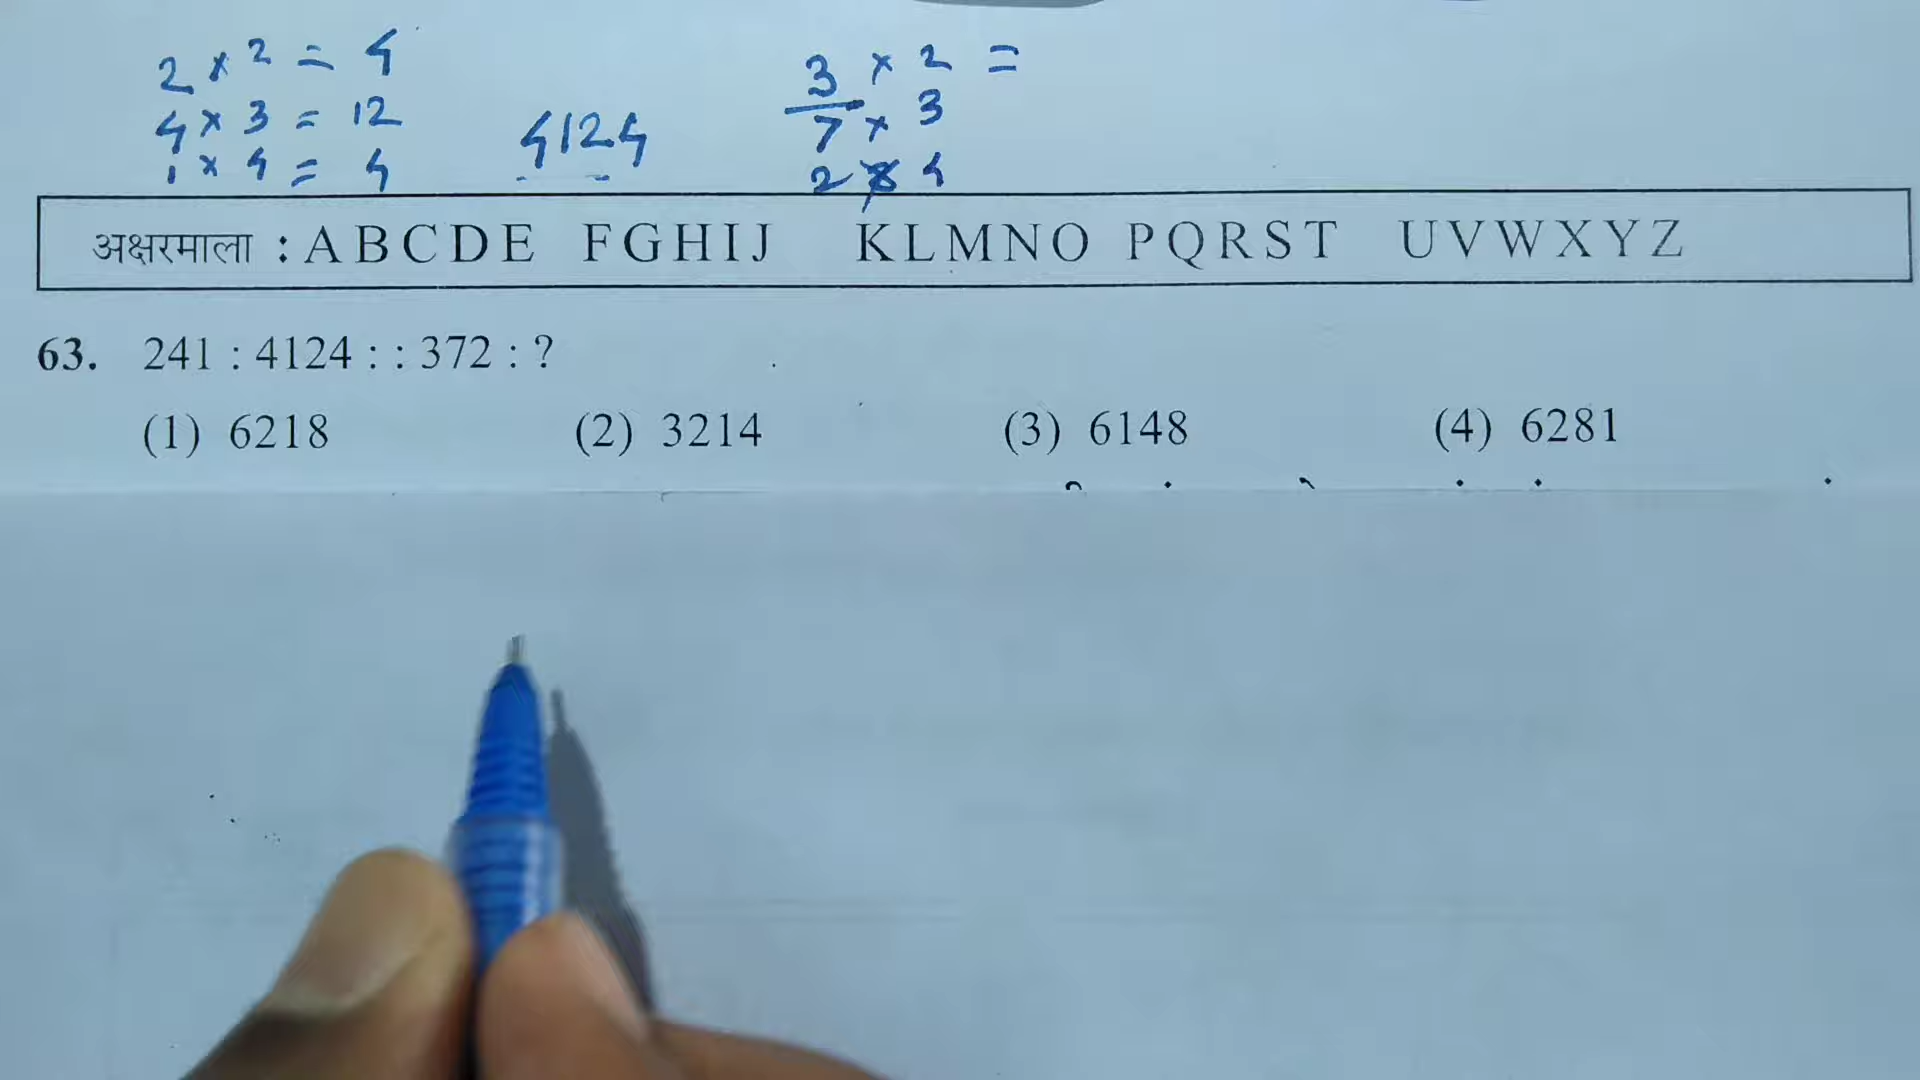 2 × 2 = 4
4 × 3 = 12
1 × 4 = 4
4124
3 × 2 =
7 × 3
2 × 4
अक्षरमाला : A B C D E F G H I J K L M N O P Q R S T U V W X Y Z
63. 241 : 4124 : : 372 : ?
(1) 6218 (2) 3214 (3) 6148 (4) 6281